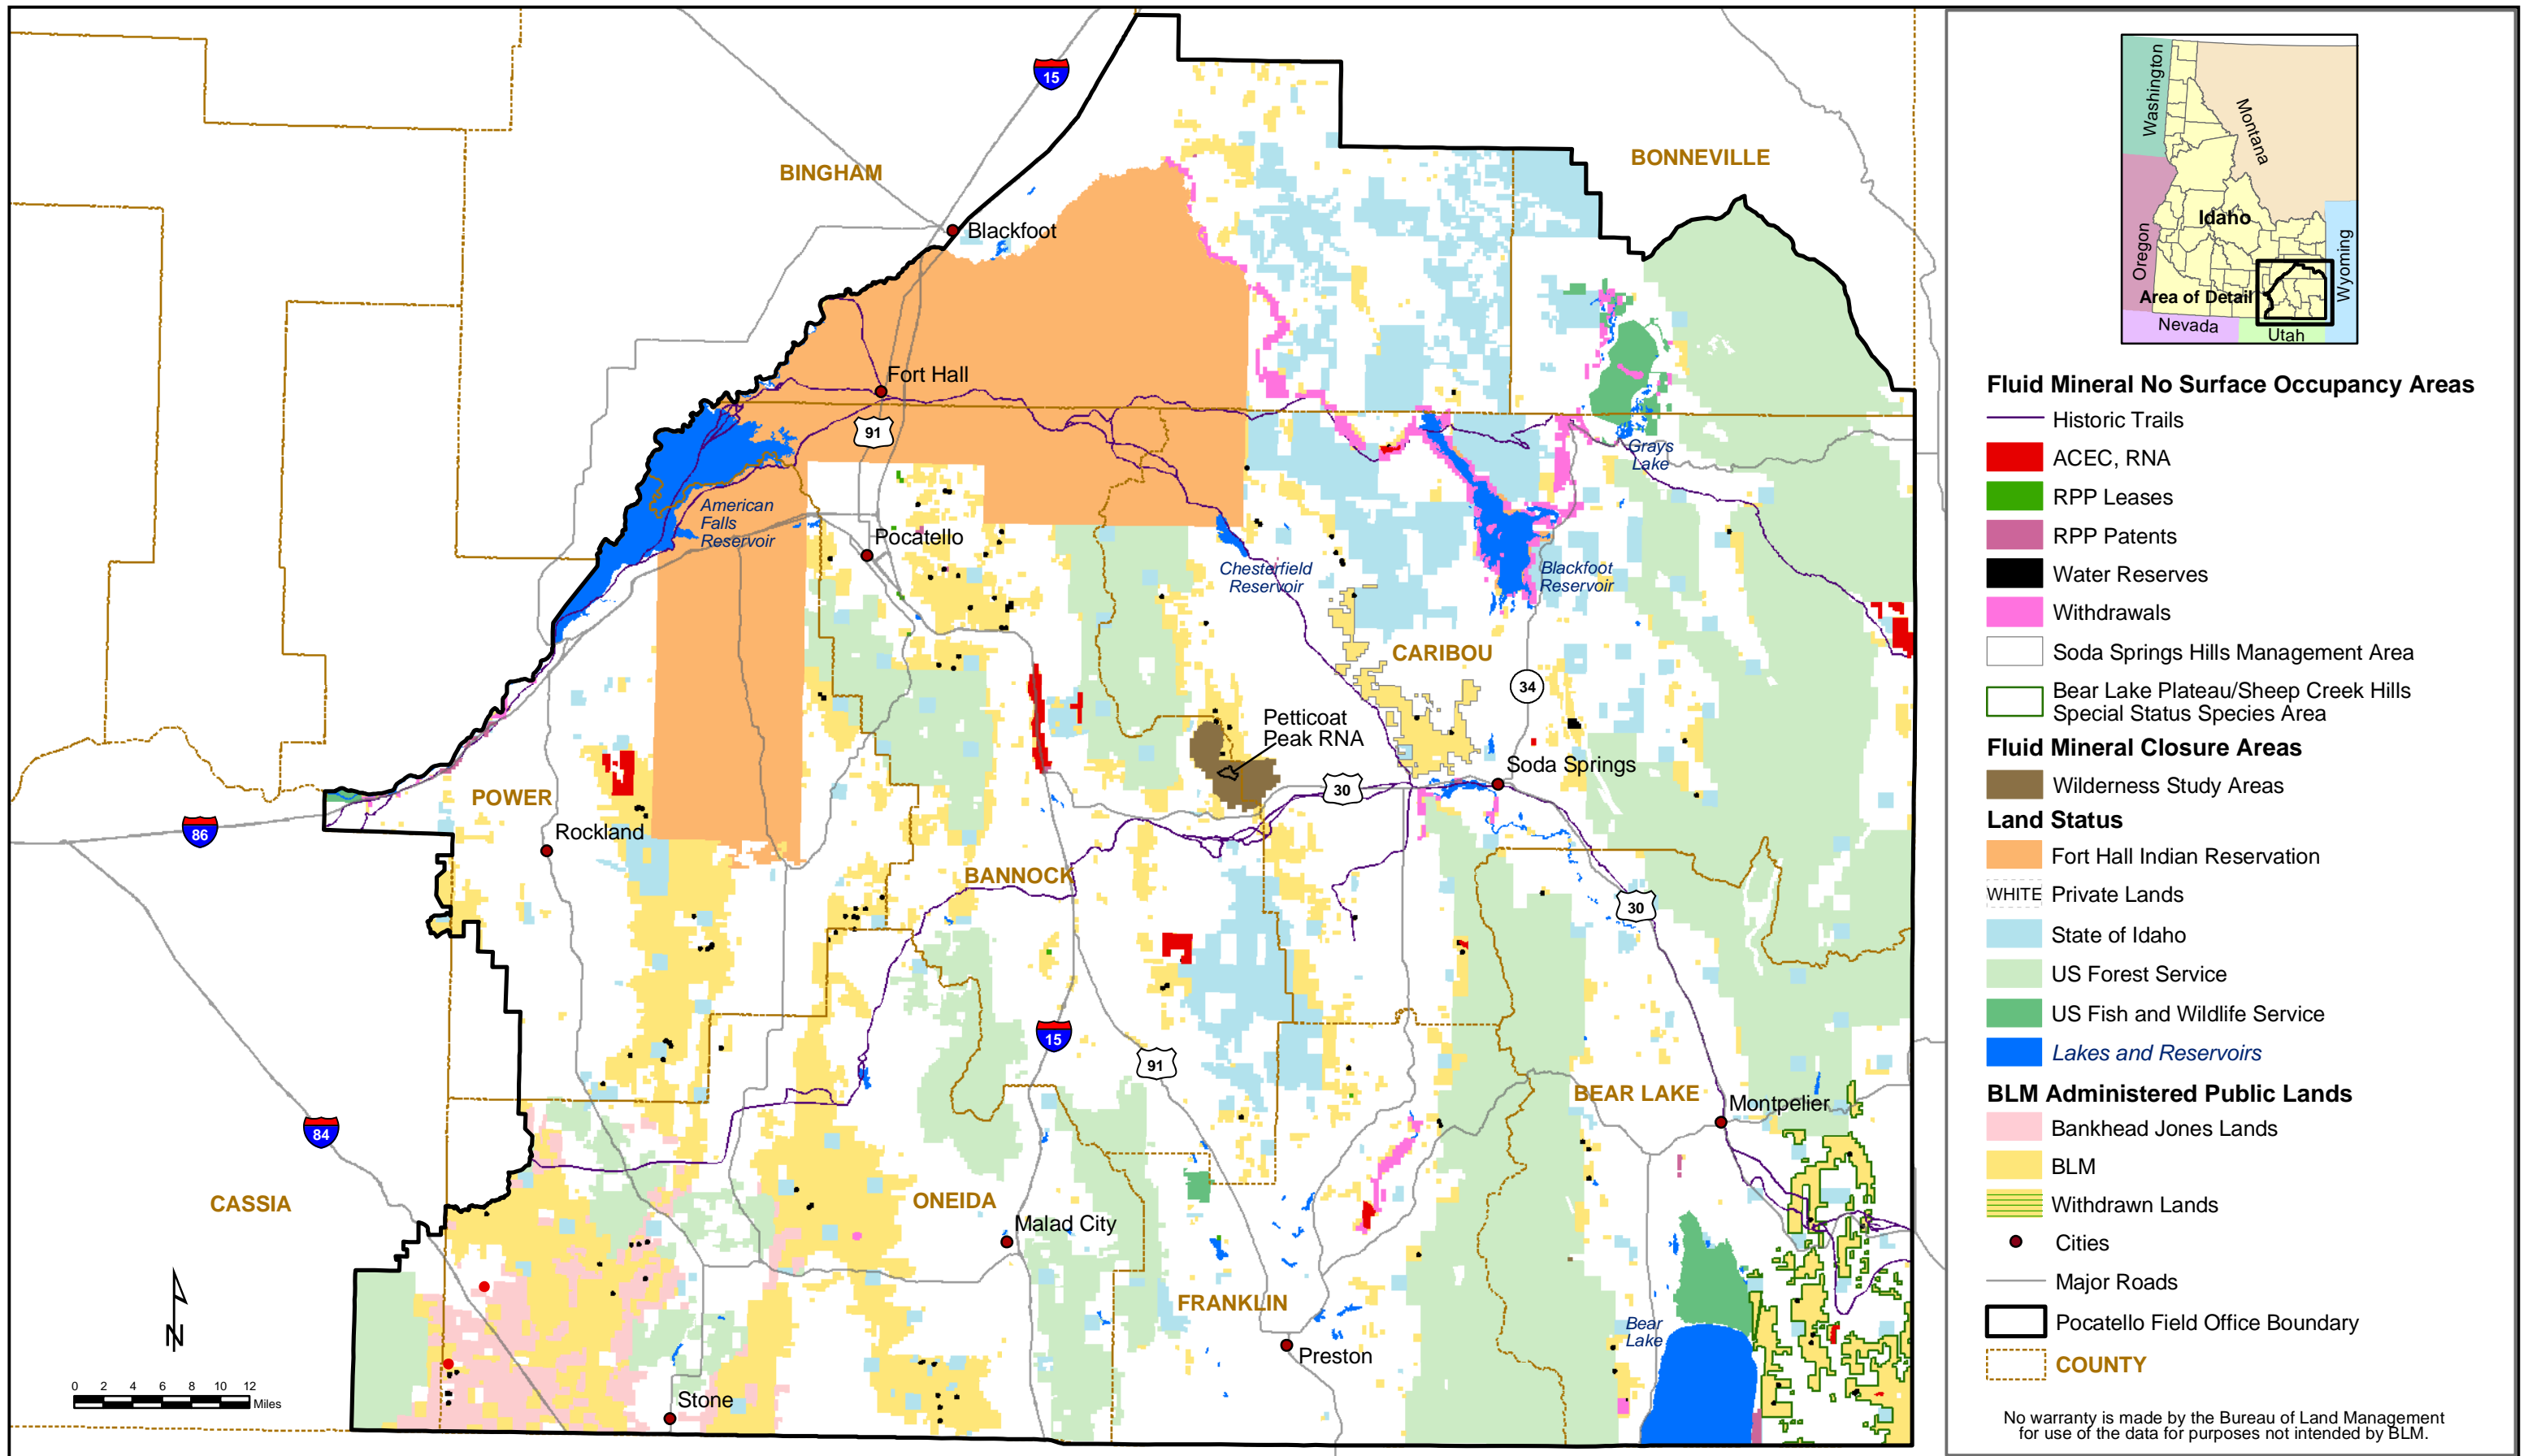 15
BINGHAM
BONNEVILLE
Blackfoot
Fort Hall
91
Grays
Lake
American
Falls
Reservoir
Pocatello
Chesterfield
Reservoir
Blackfoot
Reservoir
CARIBOU
34
Petticoat
Peak RNA
Soda Springs
30
POWER
86
Rockland
BANNOCK
30
15
91
BEAR LAKE
Montpelier
84
CASSIA
ONEIDA
Malad City
FRANKLIN
Bear
Lake
Preston
Stone
N
0 2 4 6 8 10 12
Miles
Washington
Montana
Idaho
Oregon
Wyoming
Area of Detail
Nevada
Utah
Fluid Mineral No Surface Occupancy Areas
Historic Trails
ACEC, RNA
RPP Leases
RPP Patents
Water Reserves
Withdrawals
Soda Springs Hills Management Area
Bear Lake Plateau/Sheep Creek Hills
Special Status Species Area
Fluid Mineral Closure Areas
Wilderness Study Areas
Land Status
Fort Hall Indian Reservation
WHITE Private Lands
State of Idaho
US Forest Service
US Fish and Wildlife Service
Lakes and Reservoirs
BLM Administered Public Lands
Bankhead Jones Lands
BLM
Withdrawn Lands
Cities
Major Roads
Pocatello Field Office Boundary
COUNTY
No warranty is made by the Bureau of Land Management
for use of the data for purposes not intended by BLM.